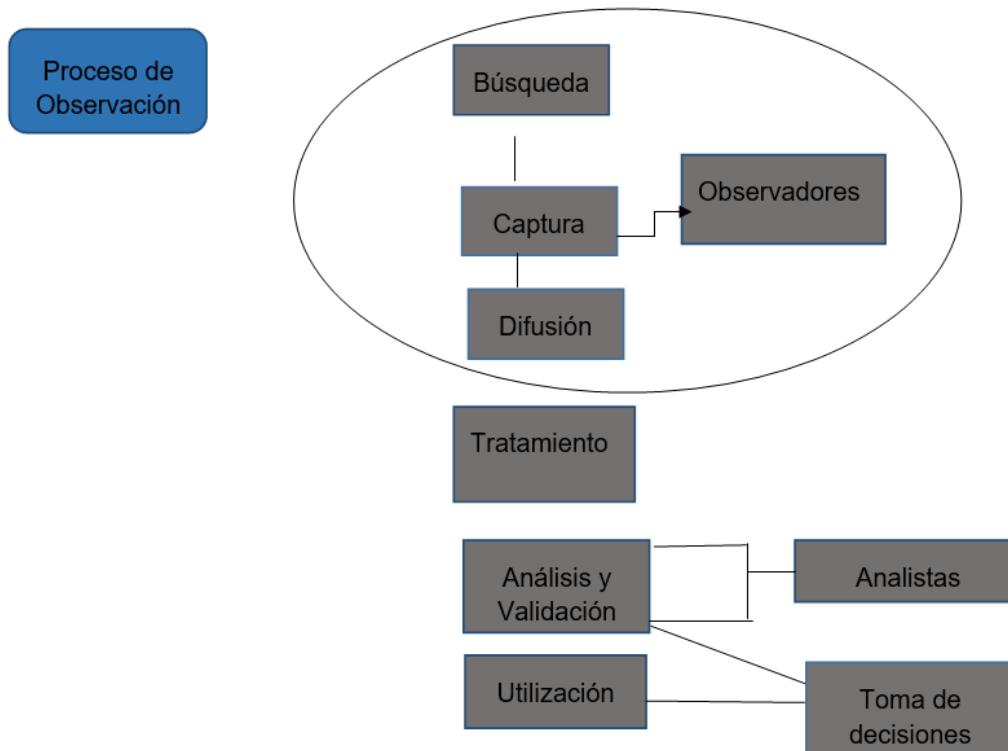 Proceso de
Observación
Búsqueda
Captura
Observadores
Difusión
Tratamiento
Análisis y
Validación
Analistas
Utilización
Toma de
decisiones